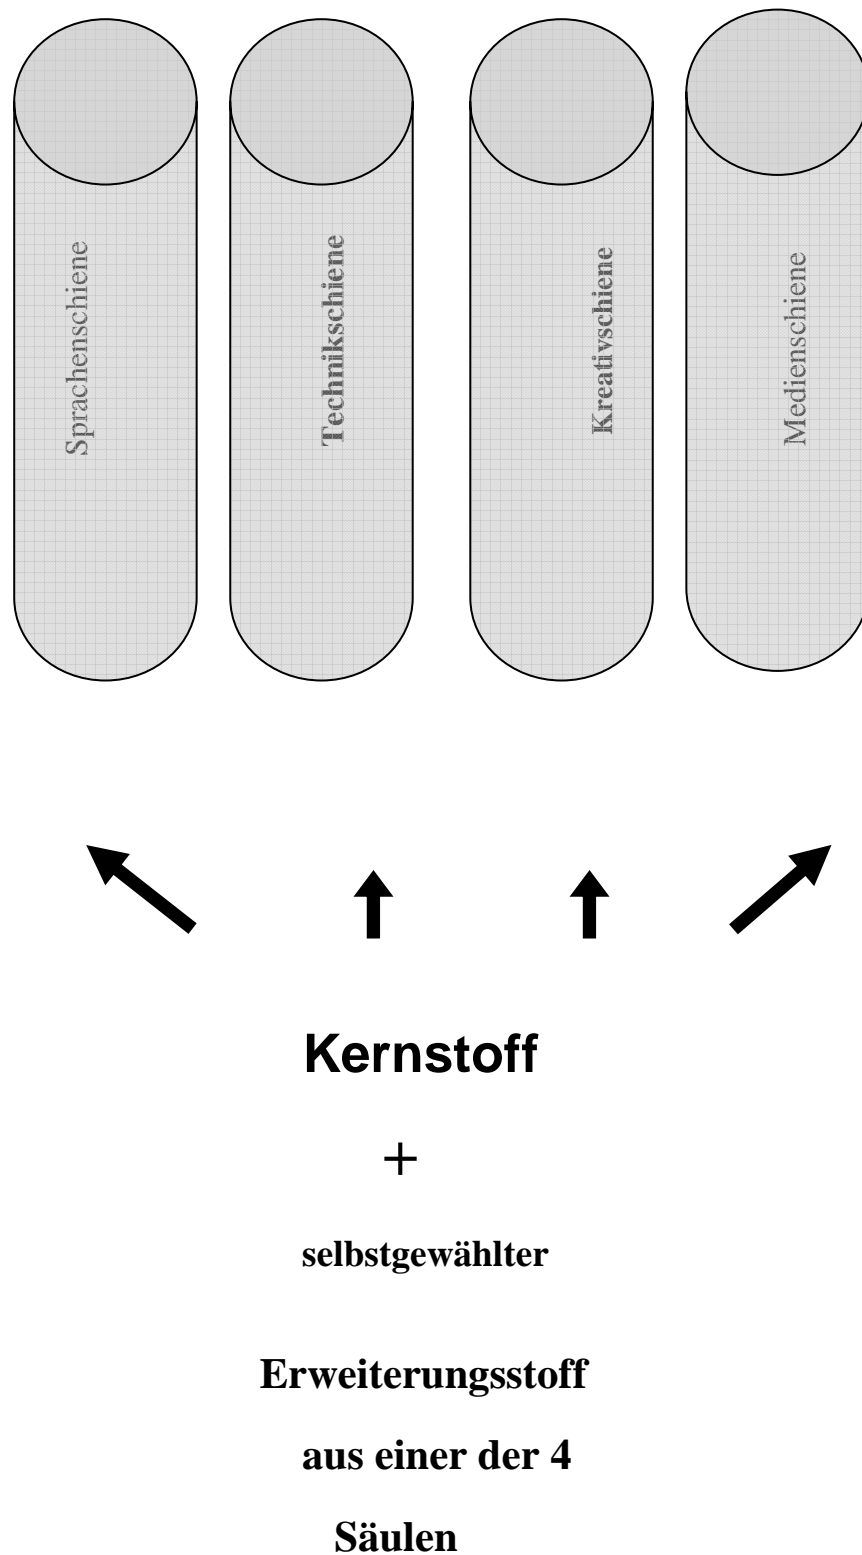 Sprachenschiene
Technikschiene
Kreativschiene
Medienschiene
Kernstoff
+
selbstgewählter
Erweiterungsstoff
aus einer der 4
Säulen